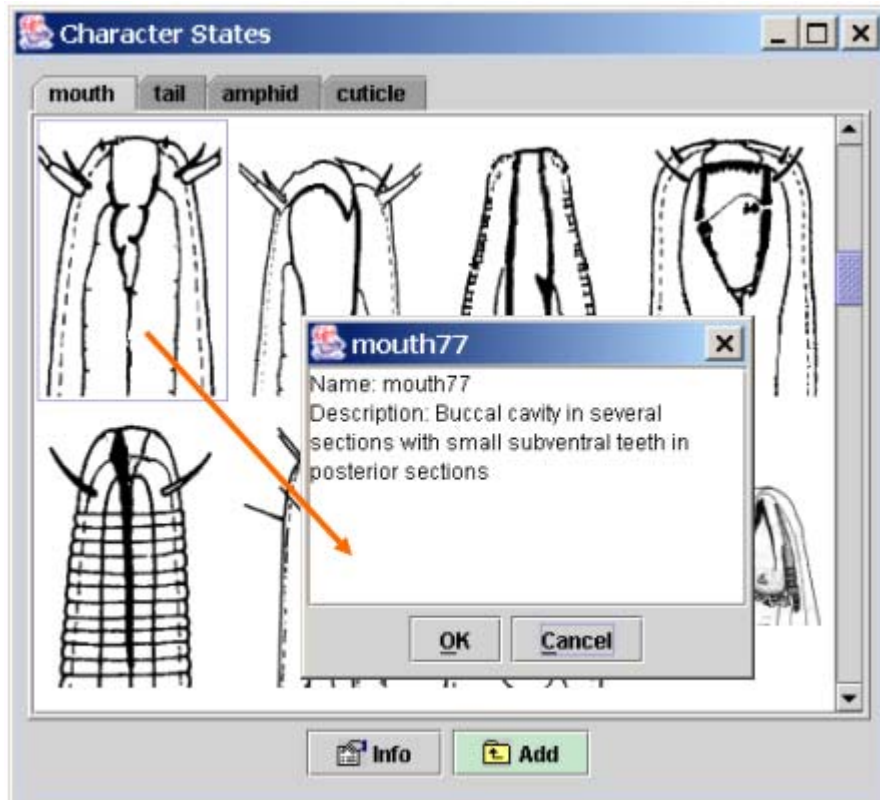 Character States
mouth tail amphid cuticle
mouth77
Name: mouth77
Description: Buccal cavity in several
sections with small subventral teeth in
posterior sections
OK Cancel
Info Add